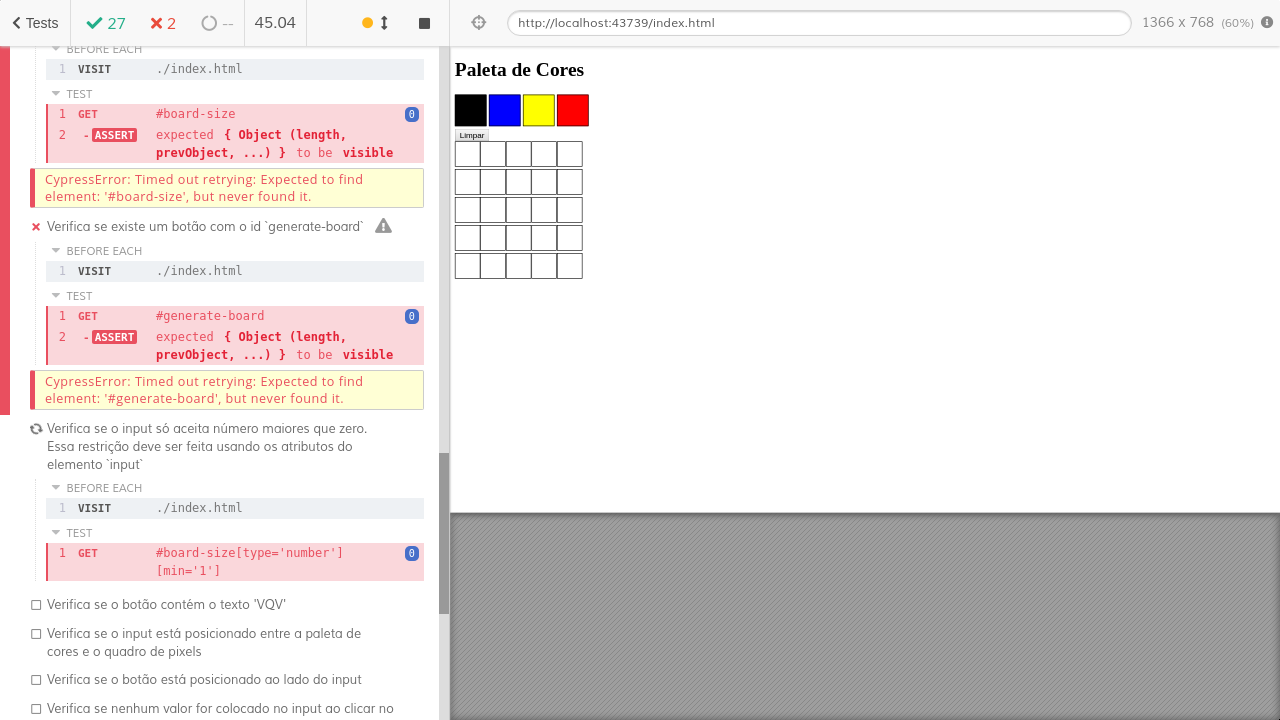 Tests
27
2
--
45.04
http://localhost:43739/index.html
1366 x 768 (60%)
BEFORE EACH
1 VISIT ./index.html
TEST
1 GET #board-size 0
2 - ASSERT expected { Object (length,
prevObject, ...) } to be visible
CypressError: Timed out retrying: Expected to find
element: '#board-size', but never found it.
Verifica se existe um botão com o id `generate-board`
BEFORE EACH
1 VISIT ./index.html
TEST
1 GET #generate-board 0
2 - ASSERT expected { Object (length,
prevObject, ...) } to be visible
CypressError: Timed out retrying: Expected to find
element: '#generate-board', but never found it.
Verifica se o input só aceita número maiores que zero.
Essa restrição deve ser feita usando os atributos do
elemento `input`
BEFORE EACH
1 VISIT ./index.html
TEST
1 GET #board-size[type='number'] 0
[min='1']
Verifica se o botão contém o texto 'VQV'
Verifica se o input está posicionado entre a paleta de
cores e o quadro de pixels
Verifica se o botão está posicionado ao lado do input
Verifica se nenhum valor for colocado no input ao clicar no
Paleta de Cores
Limpar